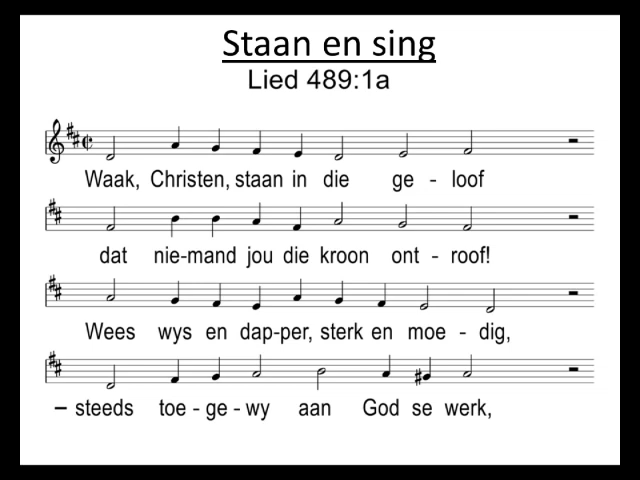 Staan en sing
Lied 489:1a
Waak, Christen, staan in die ge - loof
dat nie-mand jou die kroon ont - roof!
Wees wys en dap-per, sterk en moe - dig,
– steeds toe - ge - wy aan God se werk,